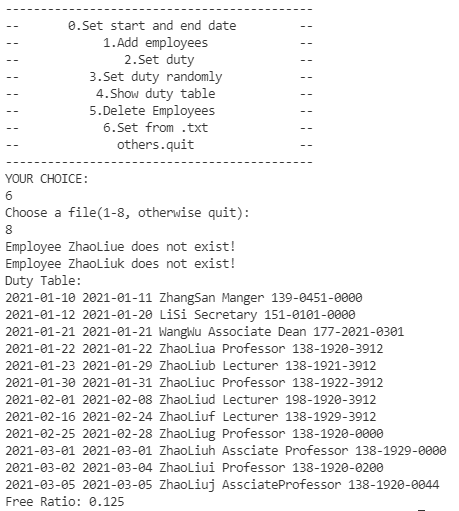 --------------------------------------------
-- 0.Set start and end date --
-- 1.Add employees --
-- 2.Set duty --
-- 3.Set duty randomly --
-- 4.Show duty table --
-- 5.Delete Employees --
-- 6.Set from .txt --
-- others.quit --
--------------------------------------------
YOUR CHOICE:
6
Choose a file(1-8, otherwise quit):
8
Employee ZhaoLiue does not exist!
Employee ZhaoLiuk does not exist!
Duty Table:
2021-01-10 2021-01-11 ZhangSan Manger 139-0451-0000
2021-01-12 2021-01-20 LiSi Secretary 151-0101-0000
2021-01-21 2021-01-21 WangWu Associate Dean 177-2021-0301
2021-01-22 2021-01-22 ZhaoLiua Professor 138-1920-3912
2021-01-23 2021-01-29 ZhaoLiub Lecturer 138-1921-3912
2021-01-30 2021-01-31 ZhaoLiuc Professor 138-1922-3912
2021-02-01 2021-02-08 ZhaoLiud Lecturer 198-1920-3912
2021-02-16 2021-02-24 ZhaoLiuf Lecturer 138-1929-3912
2021-02-25 2021-02-28 ZhaoLiug Professor 138-1920-0000
2021-03-01 2021-03-01 ZhaoLiuh Assciate Professor 138-1929-0000
2021-03-02 2021-03-04 ZhaoLiui Professor 138-1920-0200
2021-03-05 2021-03-05 ZhaoLiuj AssciateProfessor 138-1920-0044
Free Ratio: 0.125